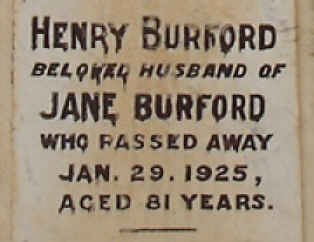 HENRY BURFORD
BELOVED HUSBAND OF
JANE BURFORD
WHO PASSED AWAY
JAN. 29. 1925,
AGED 81 YEARS.